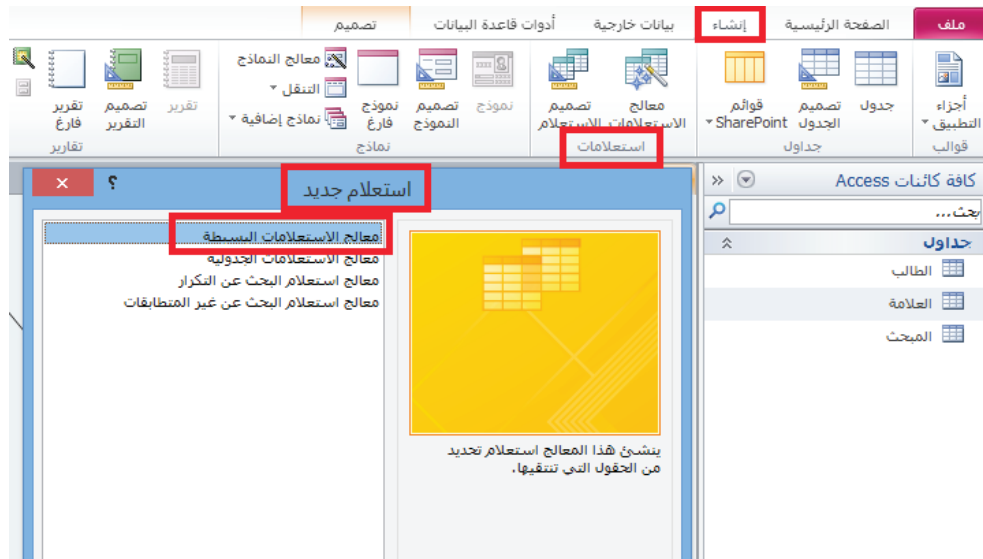 ملف
الصفحة الرئيسية
إنشاء
بيانات خارجية
أدوات قاعدة البيانات
تصميم
أجزاء التطبيق
قوالب
جدول
تصميم الجدول
قوائم SharePoint
جداول
معالج الاستعلامات
تصميم الاستعلام
استعلامات
نموذج
تصميم النموذج
نموذج فارغ
معالج النماذج
التنقل
نماذج إضافية
نماذج
تقرير
تصميم التقرير
تقرير فارغ
تقارير
كافة كائنات Access
بحث...
جداول
الطالب
العلامة
المبحث
استعلام جديد
؟
معالج الاستعلامات البسيطة
معالج الاستعلامات الجدولية
معالج استعلام البحث عن التكرار
معالج استعلام البحث عن غير المتطابقات
ينشئ هذا المعالج استعلام تحديد
من الحقول التي تنتقيها.